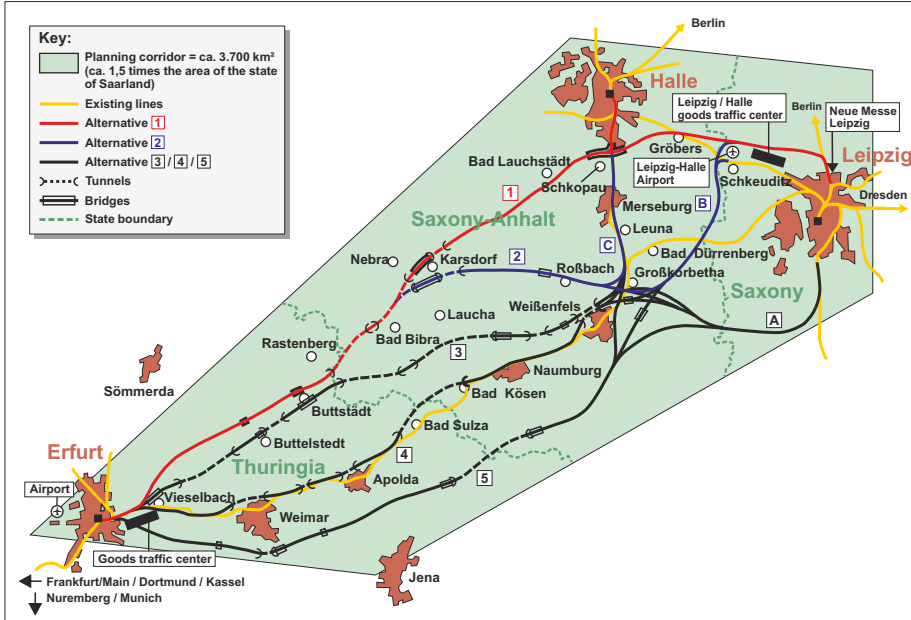 Key:
Planning corridor = ca. 3.700 km²
(ca. 1,5 times the area of the state
of Saarland)
Existing lines
Alternative 1
Alternative 2
Alternative 3 / 4 / 5
Tunnels
Bridges
State boundary
Berlin
Halle
Leipzig / Halle
goods traffic center
Berlin
Neue Messe
Leipzig
Gröbers
Leipzig
Bad Lauchstädt
Leipzig-Halle
Airport
Schkeuditz
Schkopau
Dresden
1
B
Merseburg
Saxony-Anhalt
Leuna
C
Bad Dürrenberg
Nebra
Karsdorf
2
Roßbach
Großkorbetha
Saxony
Weißenfels
Laucha
A
Bad Bibra
Rastenberg
3
Naumburg
Sömmerda
Bad Kösen
Buttstädt
Bad Sulza
Buttelstedt
Erfurt
4
Thuringia
5
Apolda
Airport
Vieselbach
Weimar
Goods traffic center
Jena
Frankfurt/Main / Dortmund / Kassel
Nuremberg / Munich